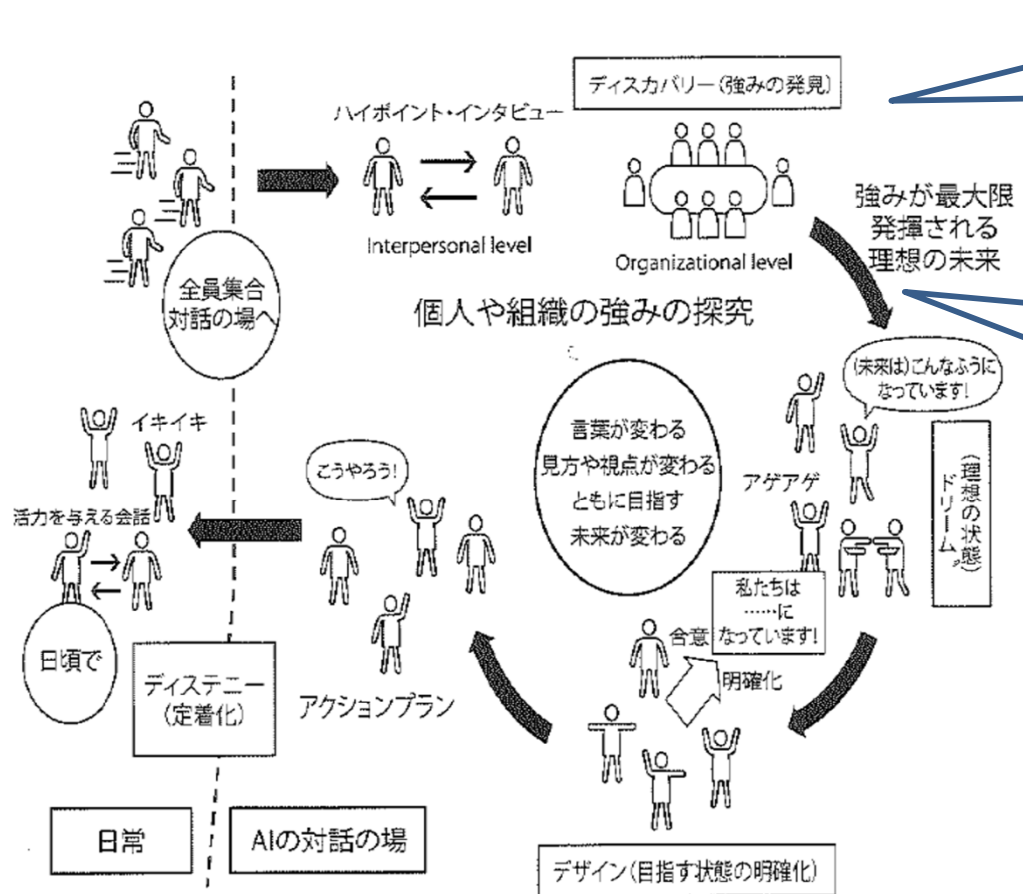 ディスカバリー(強みの発見)
ハイポイント・インタビュー
Interpersonal level
Organizational level
強みが最大限
発揮される
理想の未来
全員集合
対話の場へ
個人や組織の強みの探究
(未来は)こんなふうに
なっています!
言葉が変わる
見方や視点が変わる
ともに目指す
未来が変わる
アゲアゲ
ドリーム
(理想の状態)
私たちは
……に
なっています!
合意
明確化
イキイキ
こうやろう!
活力を与える会話
日頃で
ディステニー
(定着化)
アクションプラン
日常
AIの対話の場
デザイン(目指す状態の明確化)